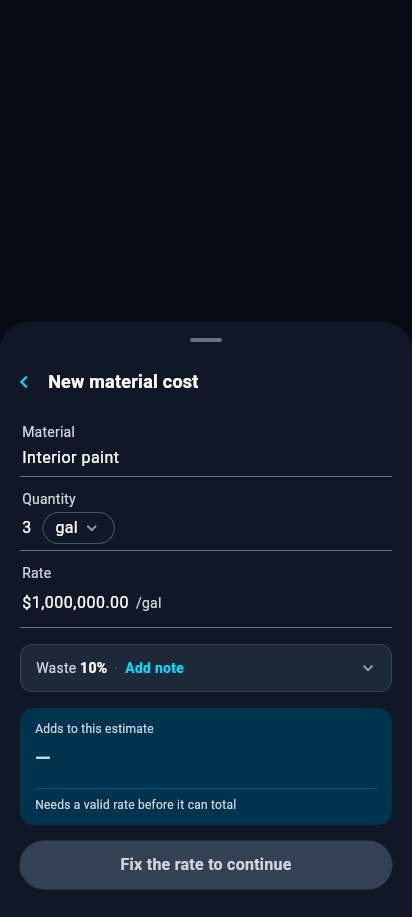 New material cost
Material
Interior paint
Quantity
3 gal
Rate
$1,000,000.00 /gal
Waste 10% · Add note
Adds to this estimate
—
Needs a valid rate before it can total
Fix the rate to continue